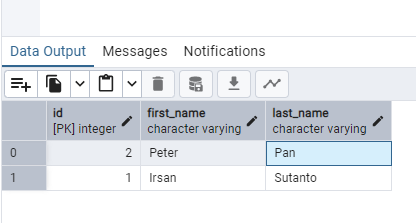 Data Output Messages Notifications
id first_name last_name
[PK] integer character varying character varying
0 2 Peter Pan
1 1 Irsan Sutanto